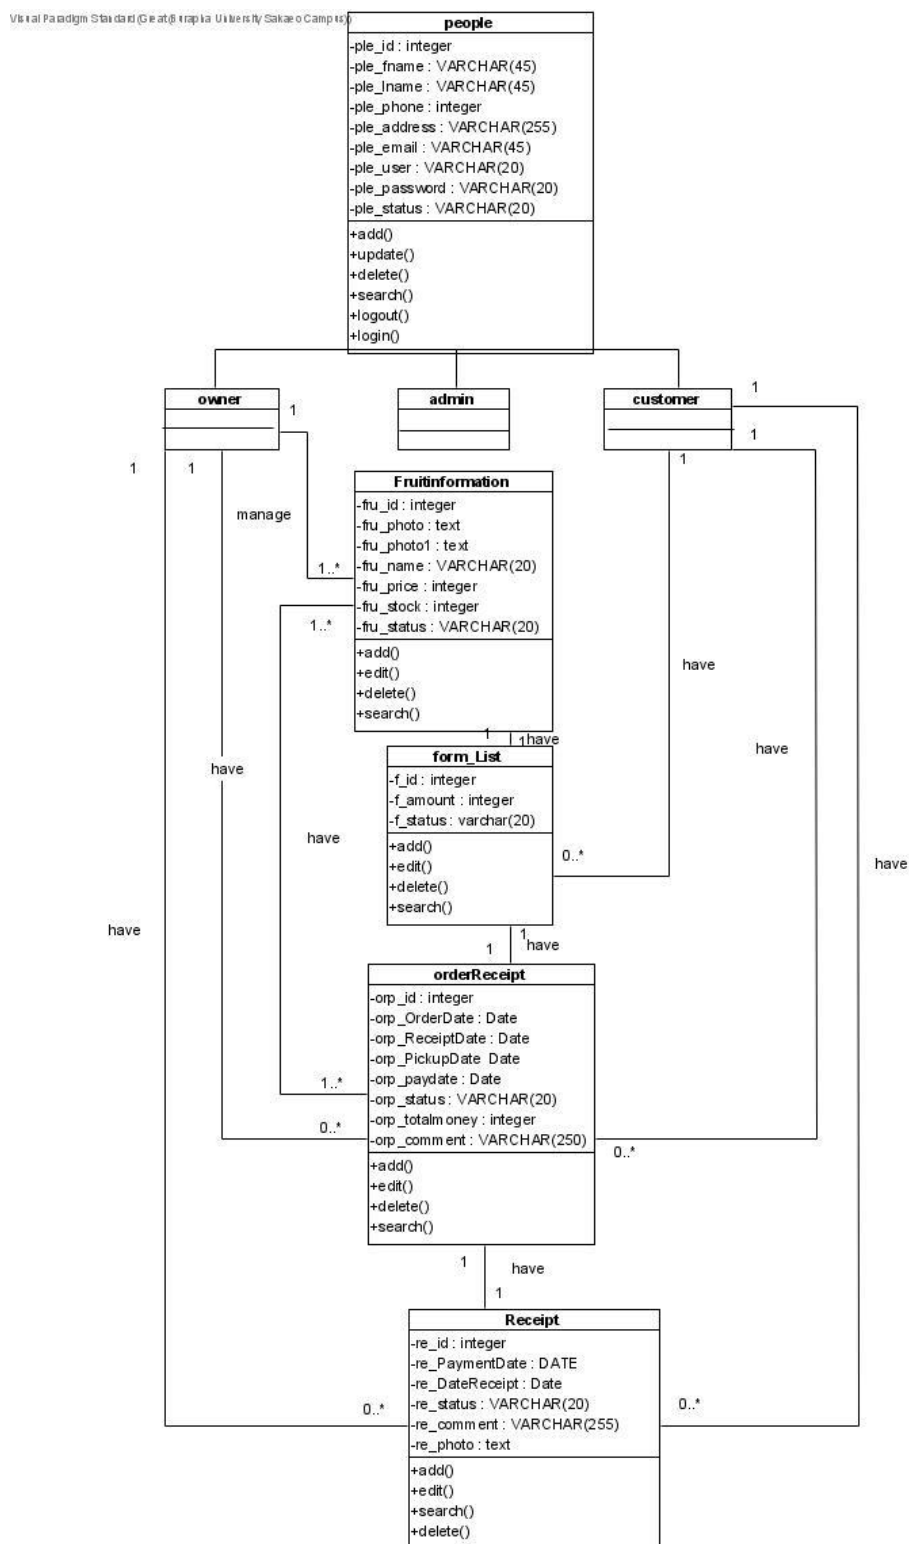 Visual Paradigm Standard(Great(Burapha University Sakaeo Campus))
people
-ple_id : integer
-ple_fname : VARCHAR(45)
-ple_lname : VARCHAR(45)
-ple_phone : integer
-ple_address : VARCHAR(255)
-ple_email : VARCHAR(45)
-ple_user : VARCHAR(20)
-ple_password : VARCHAR(20)
-ple_status : VARCHAR(20)
+add()
+update()
+delete()
+search()
+logout()
+login()
owner
admin
customer
1
1
1
1
1
1
manage
Fruitinformation
-fru_id : integer
-fru_photo : text
-fru_photo1 : text
-fru_name : VARCHAR(20)
-fru_price : integer
-fru_stock : integer
-fru_status : VARCHAR(20)
+add()
+edit()
+delete()
+search()
1..*
1..*
have
1
1
have
have
have
form_List
-f_id : integer
-f_amount : integer
-f_status : varchar(20)
+add()
+edit()
+delete()
+search()
0..*
have
have
have
1
1
have
orderReceipt
-orp_id : integer
-orp_OrderDate : Date
-orp_ReceiptDate : Date
-orp_PickupDate Date
-orp_paydate : Date
-orp_status : VARCHAR(20)
-orp_totalmoney : integer
-orp_comment : VARCHAR(250)
+add()
+edit()
+delete()
+search()
1..*
0..*
0..*
1
have
1
Receipt
-re_id : integer
-re_PaymentDate : DATE
-re_DateReceipt : Date
-re_status : VARCHAR(20)
-re_comment : VARCHAR(255)
-re_photo : text
+add()
+edit()
+search()
+delete()
0..*
0..*